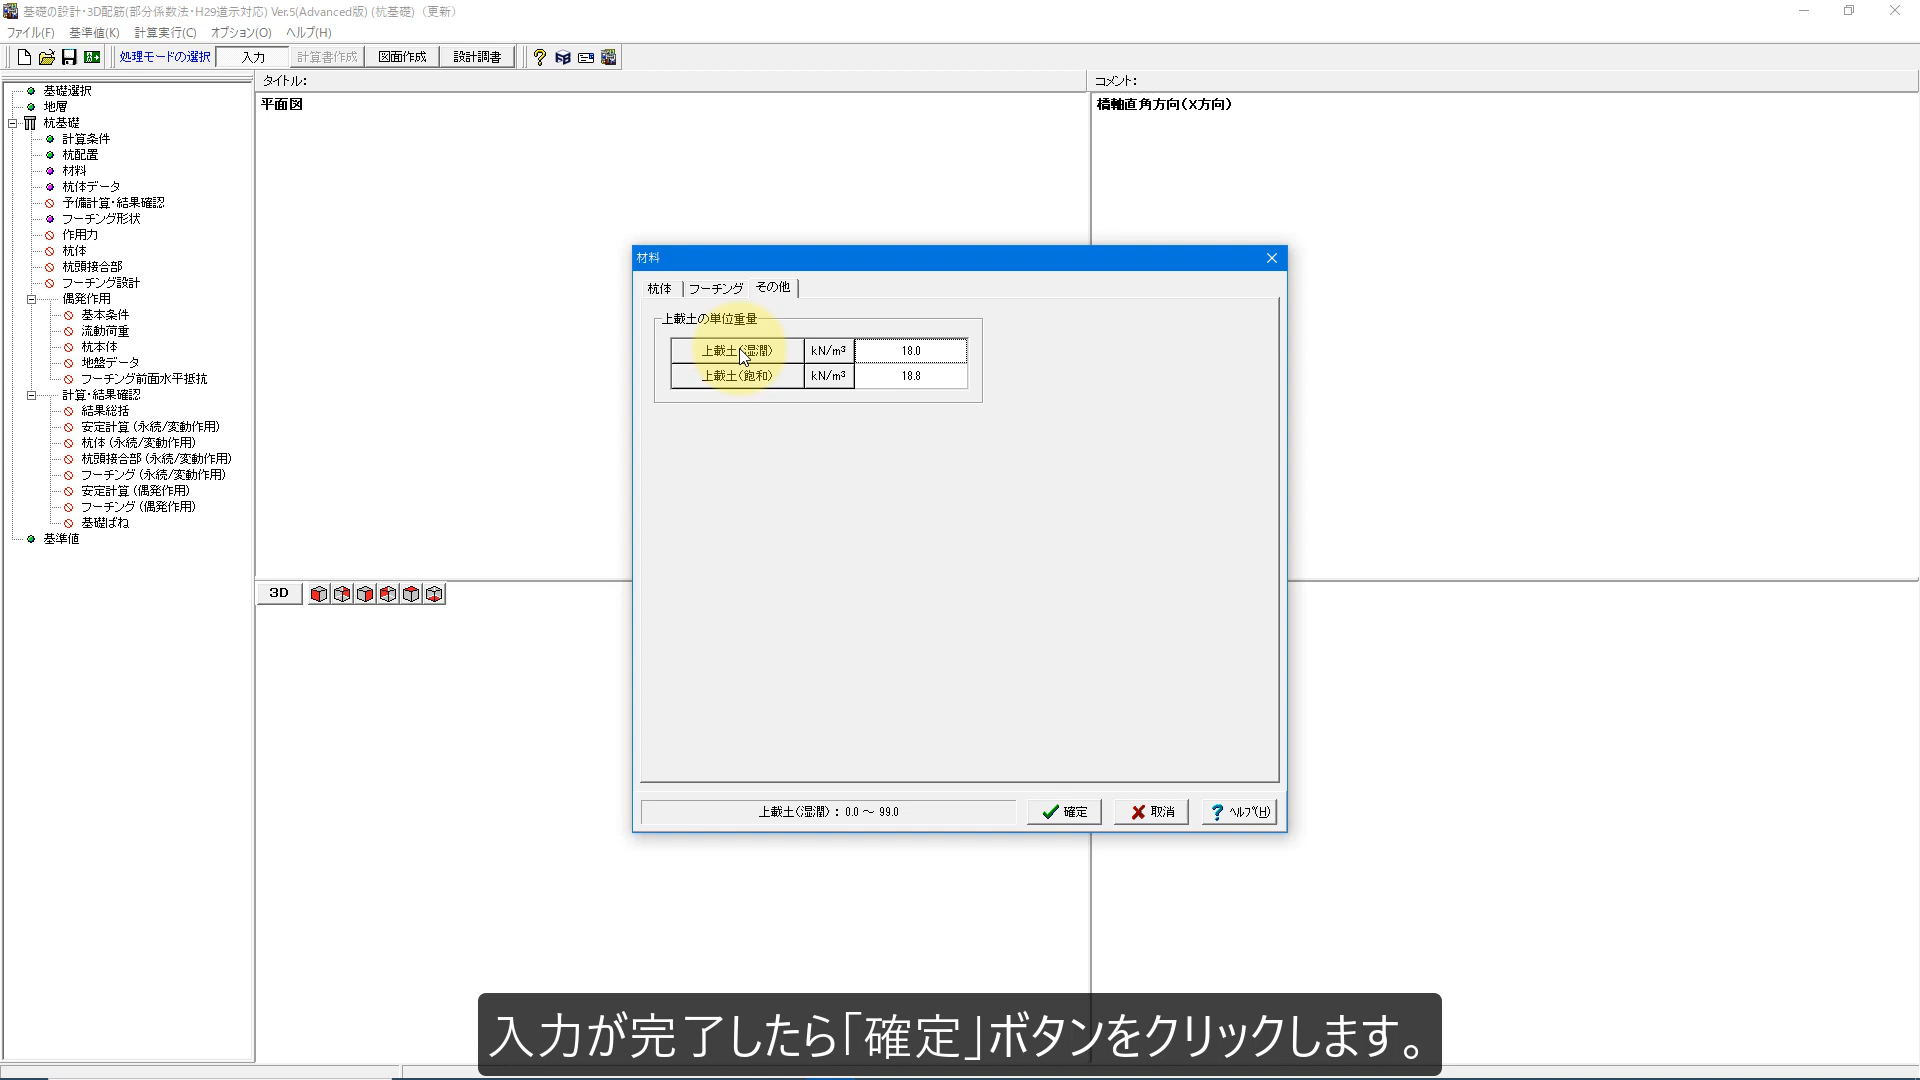 基礎の設計・3D配筋(部分係数法・H29道示対応) Ver.5(Advanced版) (杭基礎) (更新)
ファイル(F) 基準値(K) 計算実行(C) オプション(O) ヘルプ(H)
処理モードの選択 入力 計算書作成 図面作成 設計調書
基礎選択
地層
杭基礎
計算条件
杭配置
材料
杭体データ
予備計算・結果確認
フーチング形状
作用力
杭体
杭頭接合部
フーチング設計
偶発作用
基本条件
流動荷重
杭本体
地盤データ
フーチング前面水平抵抗
計算・結果確認
結果総括
安定計算 (永続/変動作用)
杭体 (永続/変動作用)
杭頭接合部 (永続/変動作用)
フーチング (永続/変動作用)
安定計算 (偶発作用)
フーチング (偶発作用)
基礎ばね
基準値
タイトル:
コメント:
平面図
橋軸直角方向(X方向)
3D
材料
杭体 フーチング その他
上載土の単位重量
上載土(湿潤) kN/m³ 18.0
上載土(飽和) kN/m³ 18.8
上載土(湿潤) : 0.0 ～ 99.0
確定 取消 ヘルプ(H)
入力が完了したら「確定」ボタンをクリックします。